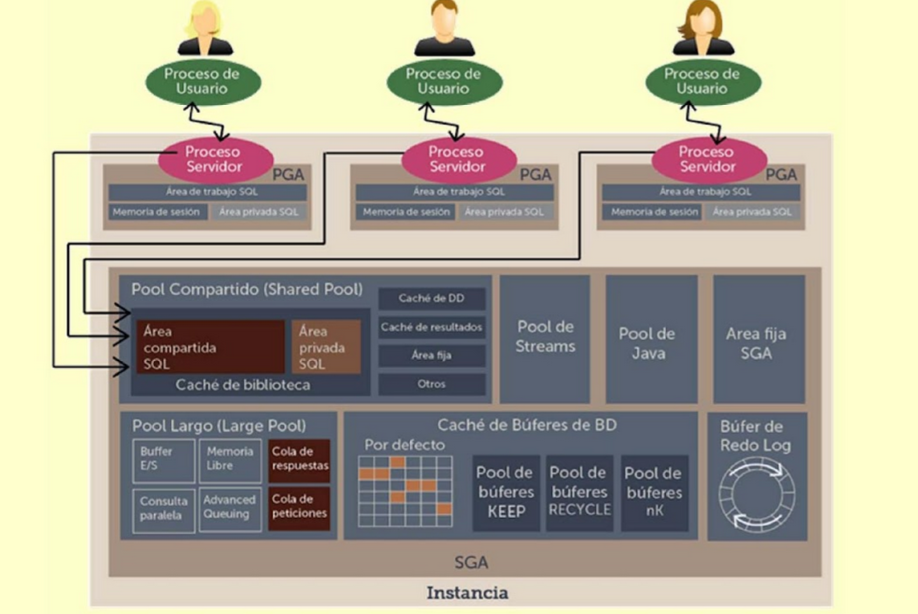 Proceso de
Usuario
Proceso de
Usuario
Proceso de
Usuario
Proceso
Servidor
PGA
Área de trabajo SQL
Memoria de sesión
Área privada SQL
Proceso
Servidor
PGA
Área de trabajo SQL
Memoria de sesión
Área privada SQL
Proceso
Servidor
PGA
Área de trabajo SQL
Memoria de sesión
Área privada SQL
Pool Compartido (Shared Pool)
Área
compartida
SQL
Área
privada
SQL
Caché de biblioteca
Caché de DD
Caché de resultados
Área fija
Otros
Pool de
Streams
Pool de
Java
Area fija
SGA
Pool Largo (Large Pool)
Buffer
E/S
Memoria
Libre
Cola de
respuestas
Consulta
paralela
Advanced
Queuing
Cola de
peticiones
Caché de Búferes de BD
Por defecto
Pool de
búferes
KEEP
Pool de
búferes
RECYCLE
Pool de
búferes
nK
Búfer de
Redo Log
SGA
Instancia